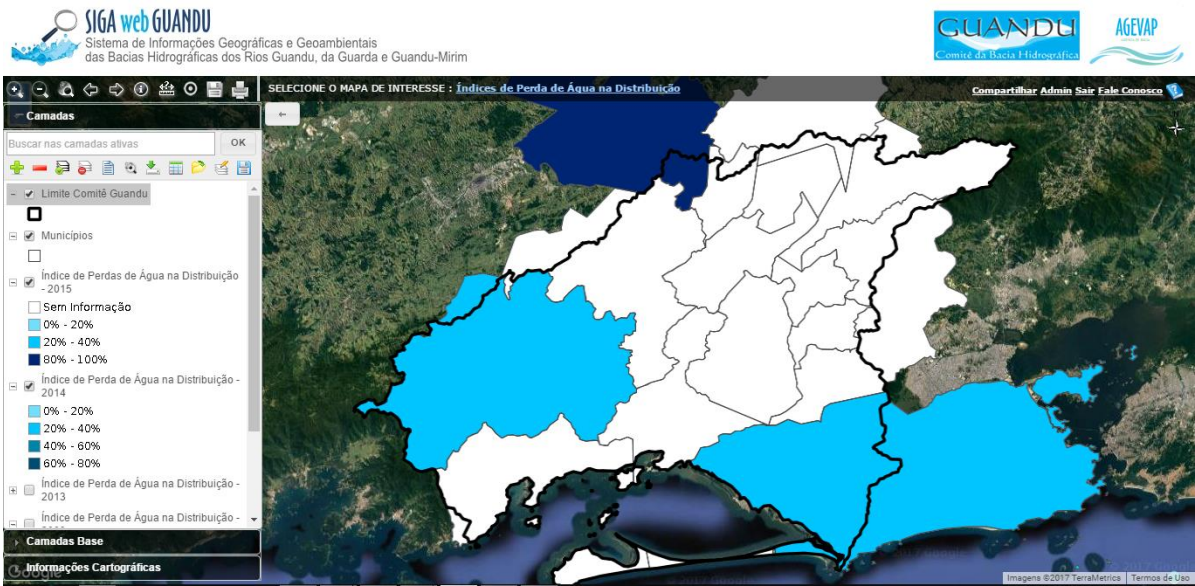 SIGA web GUANDU
Sistema de Informações Geográficas e Geoambientais
das Bacias Hidrográficas dos Rios Guandu, da Guarda e Guandu-Mirim
GUANDU
Comitê da Bacia Hidrográfica
AGEVAP
SELECIONE O MAPA DE INTERESSE : Índices de Perda de Água na Distribuição
Compartilhar Admin Sair Fale Conosco
Camadas
Buscar nas camadas ativas
OK
Limite Comitê Guandu
Municípios
Índice de Perdas de Água na Distribuição
- 2015
Sem Informação
0% - 20%
20% - 40%
80% - 100%
Índice de Perda de Água na Distribuição -
2014
0% - 20%
20% - 40%
40% - 60%
60% - 80%
Índice de Perda de Água na Distribuição -
2013
Índice de Perda de Água na Distribuição -
Camadas Base
Informações Cartográficas
Google
Imagens ©2017 TerraMetrics
Termos de Uso